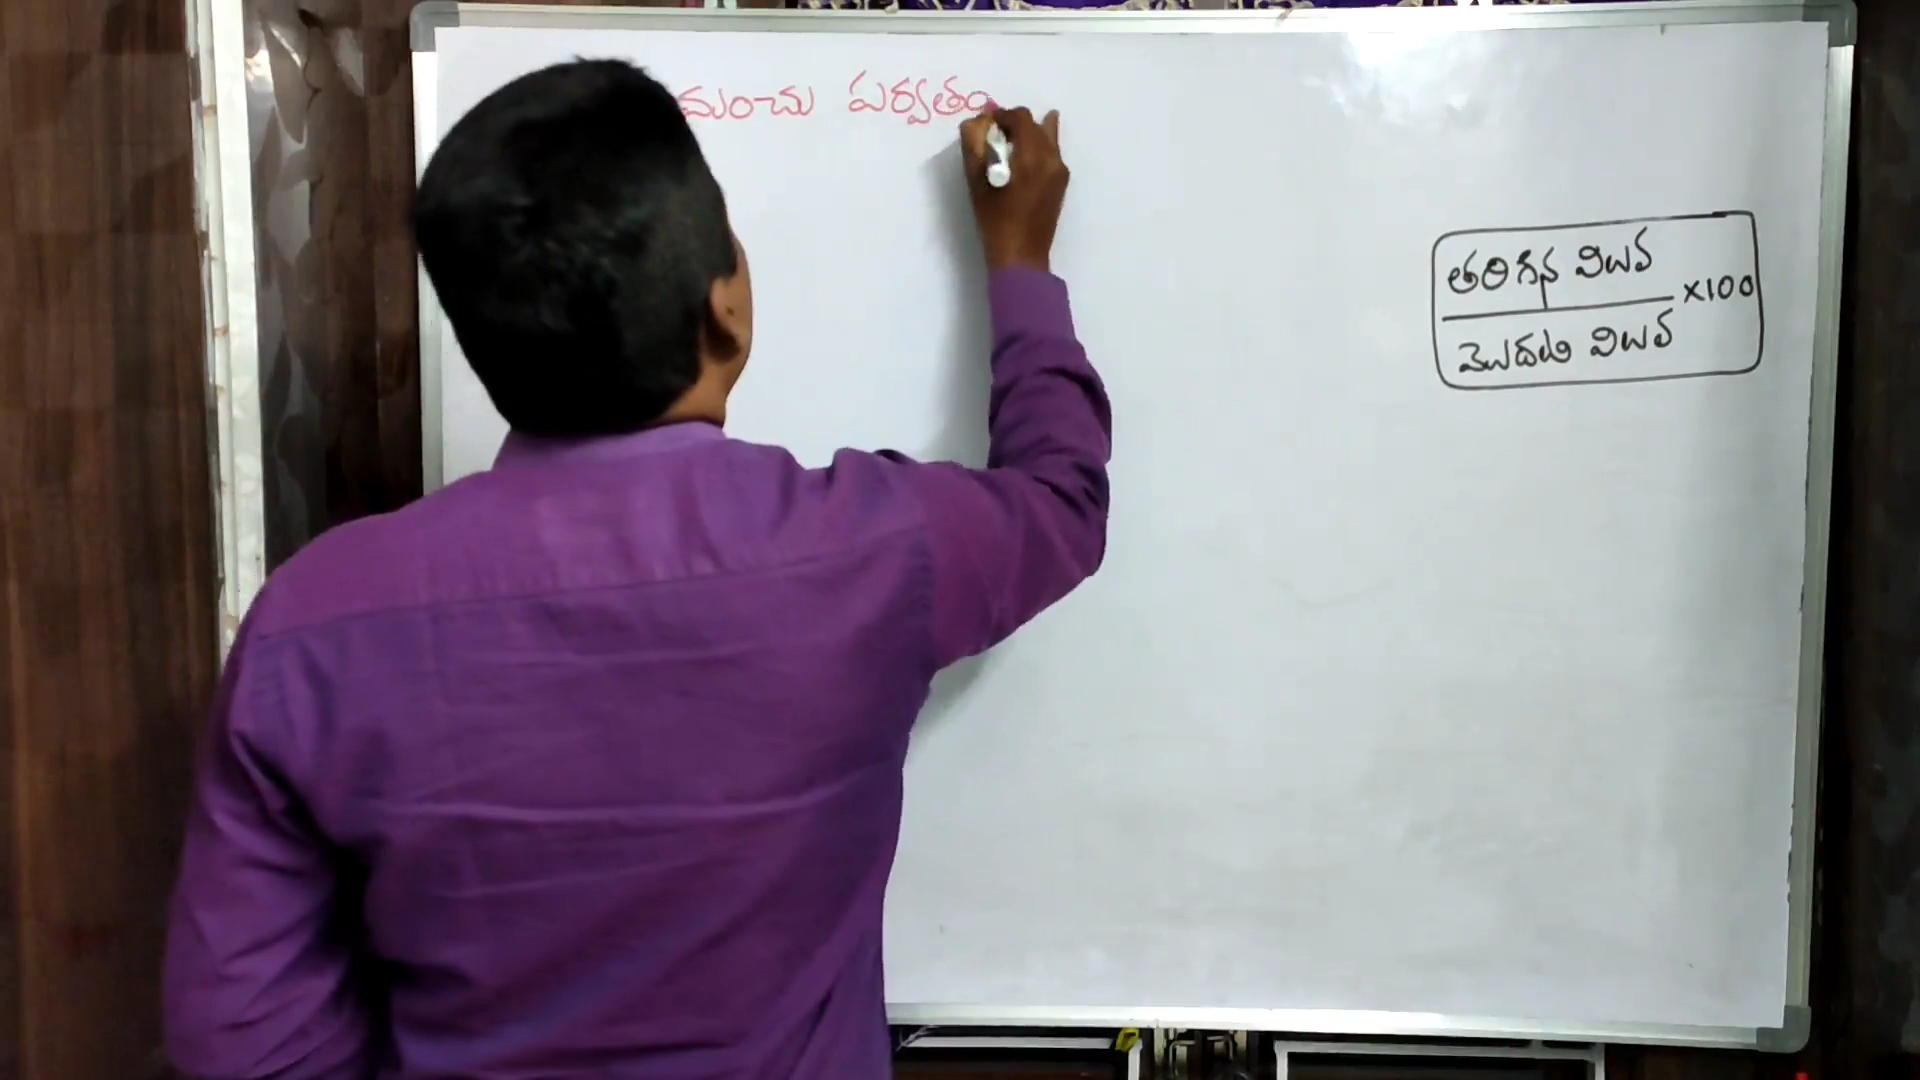 మంచు పర్వతం
తరిగిన విలువ
×100
మొదటి విలువ